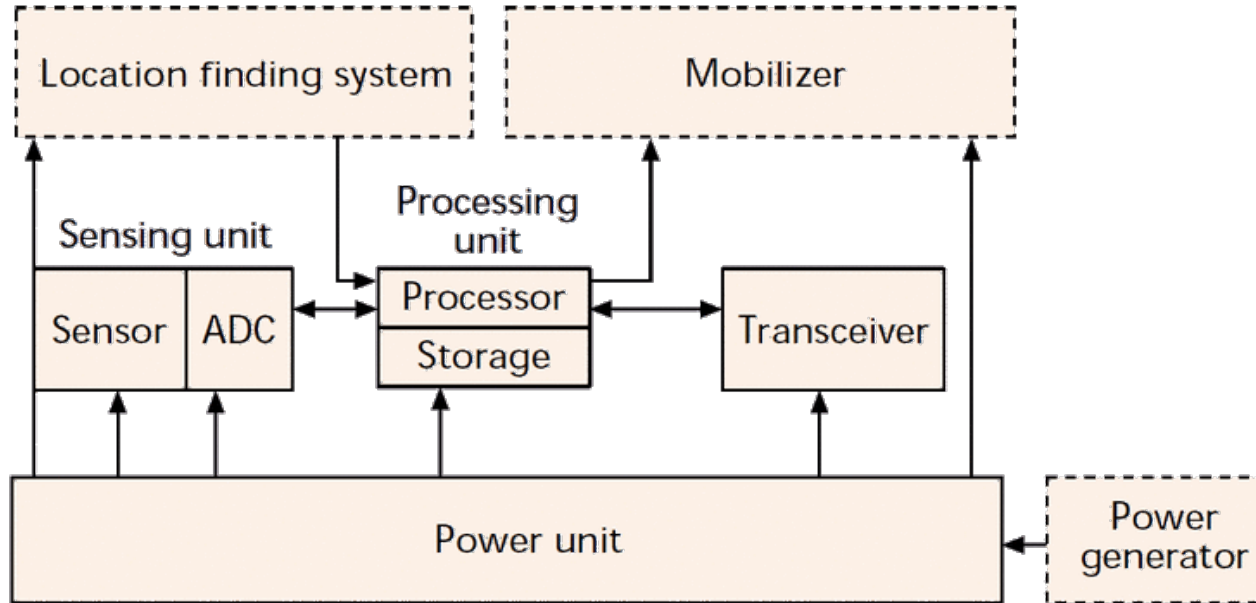 Location finding system
Mobilizer
Processing
unit
Sensing unit
Sensor
ADC
Processor
Storage
Transceiver
Power unit
Power
generator